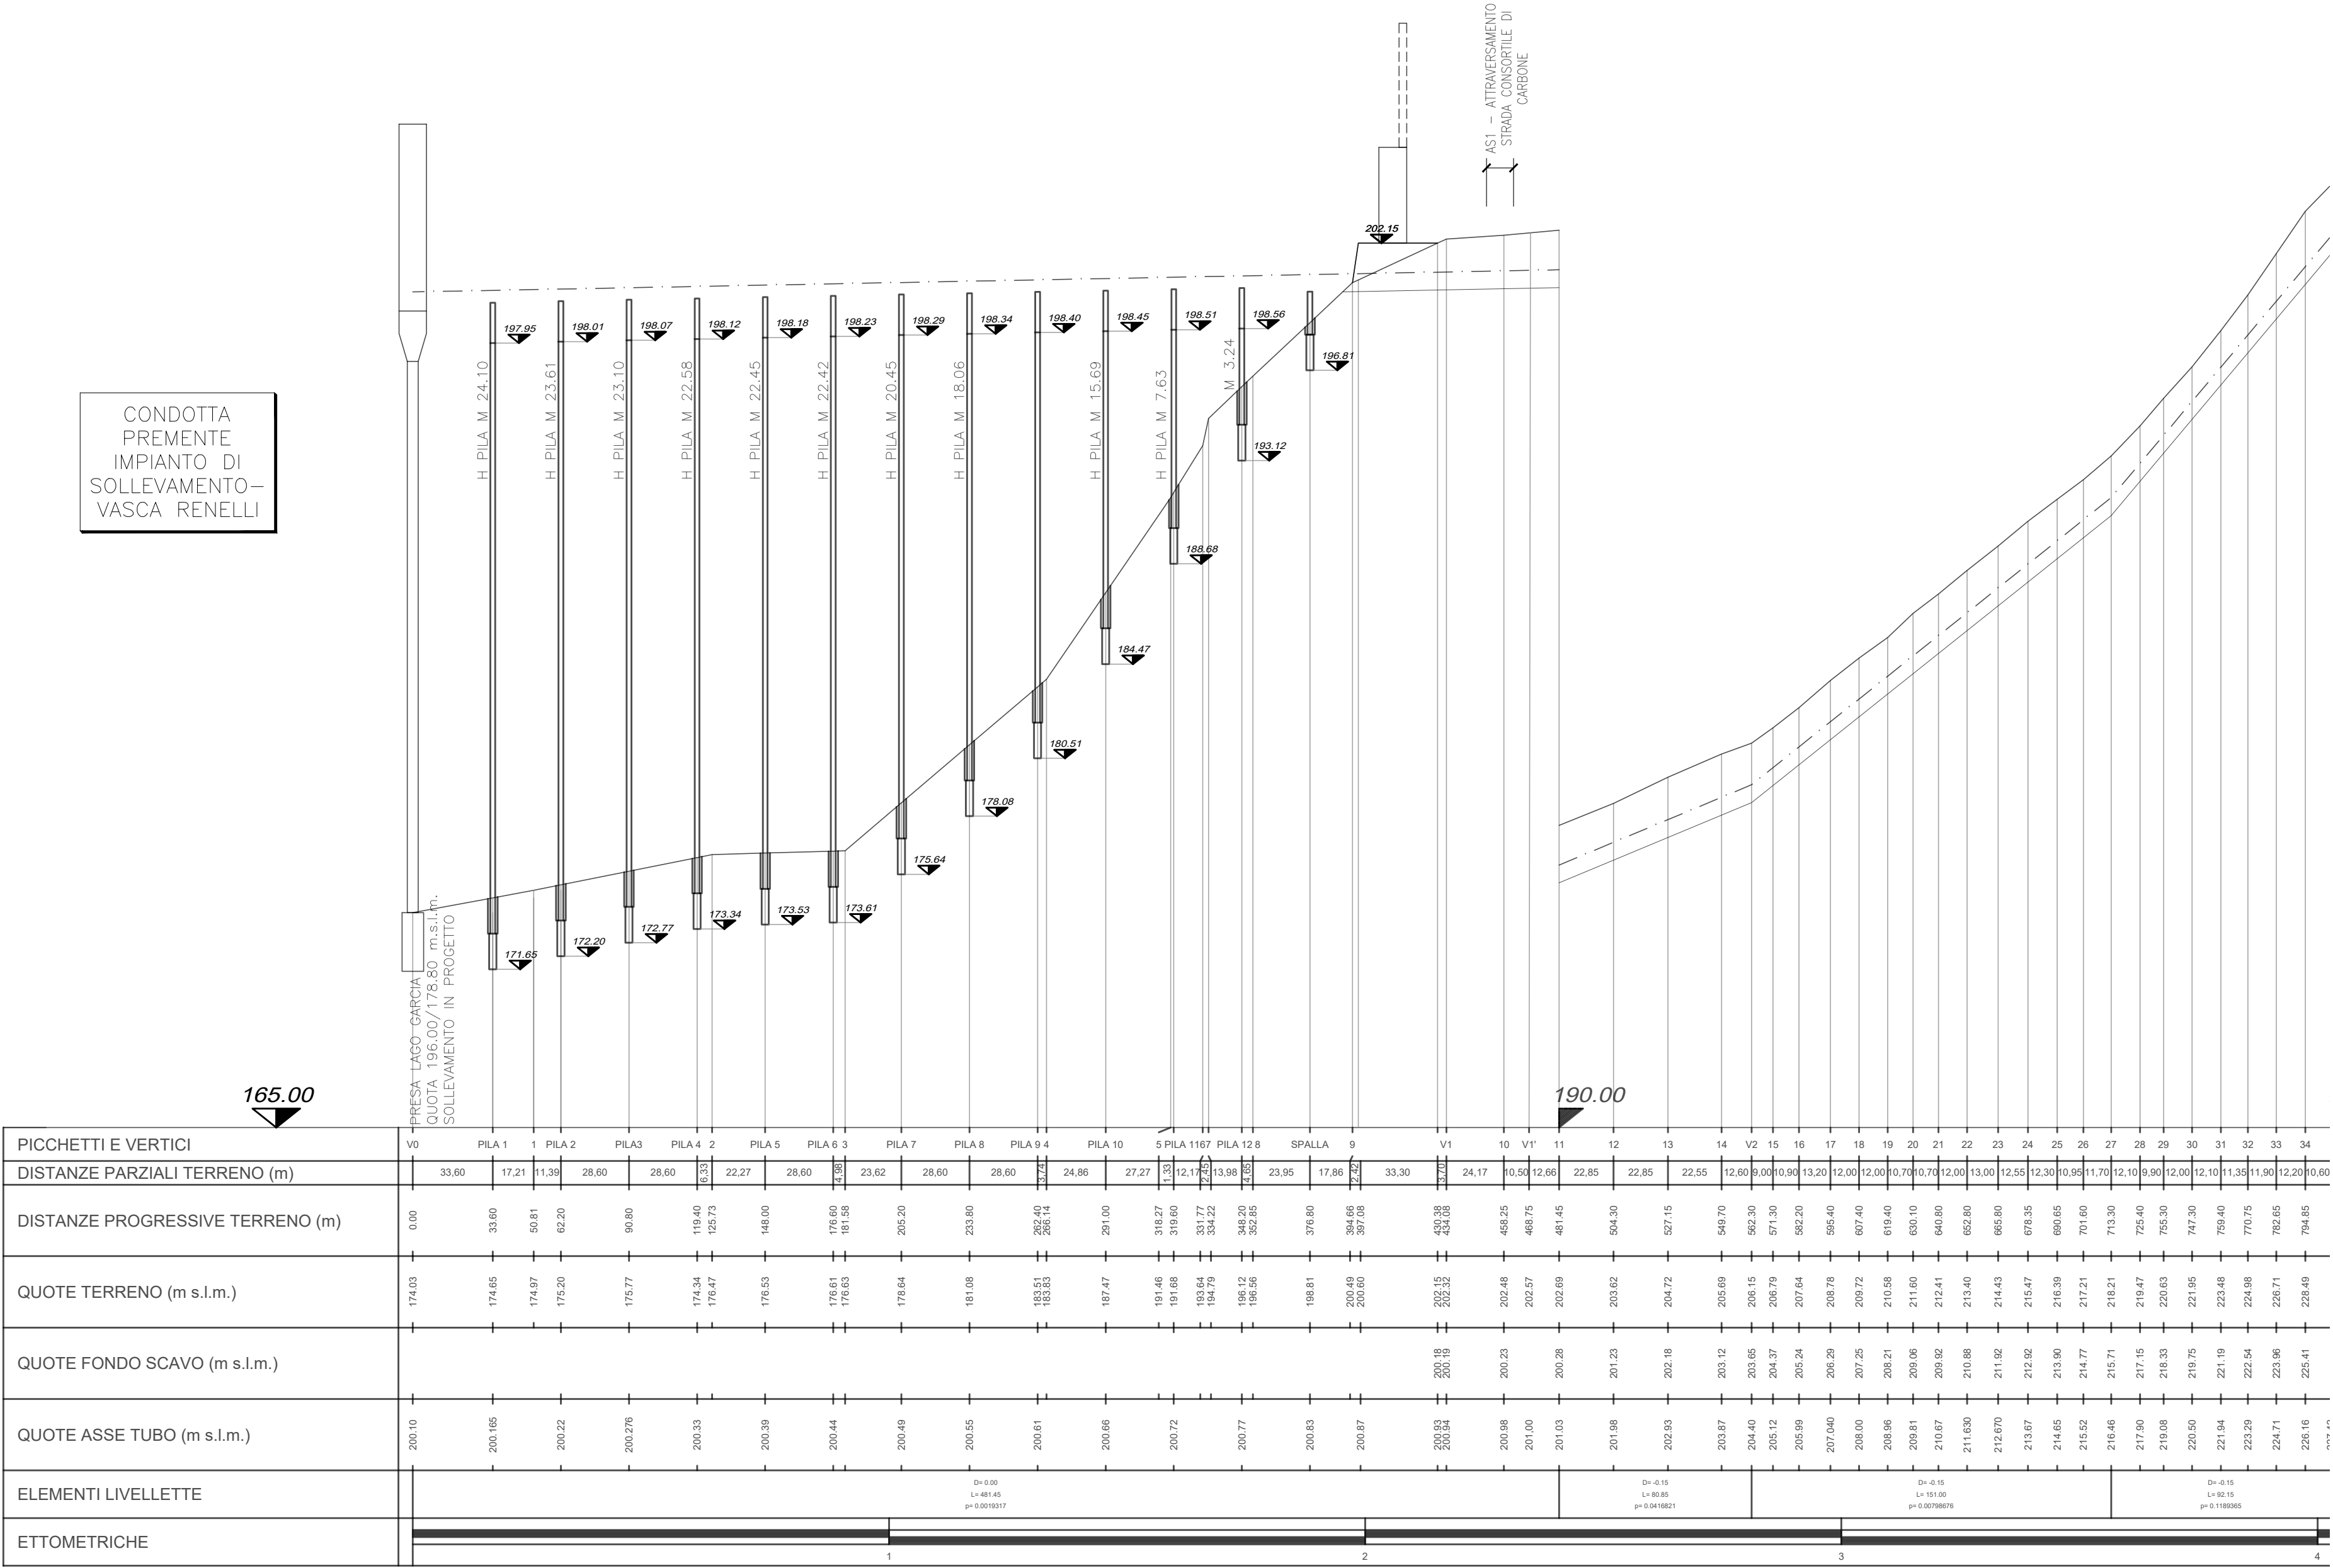 AS1 - ATTRAVERSAMENTO
STRADA CONSORTILE DI
CARBONE
202.15
197.95
198.01
198.07
198.12
198.18
198.23
198.29
198.34
198.40
198.45
198.51
198.56
196.81
H PILA M 24.10
H PILA M 23.61
H PILA M 23.10
H PILA M 22.58
H PILA M 22.45
H PILA M 22.42
H PILA M 20.45
H PILA M 18.06
H PILA M 15.69
H PILA M 7.63
M 3.24
CONDOTTA
PREMENTE
IMPIANTO DI
SOLLEVAMENTO-
VASCA RENELLI
193.12
188.68
184.47
180.51
178.08
175.64
173.61
173.53
173.34
172.77
172.20
171.65
PRESA LAGO GARCIA
QUOTA 196.00/178.80 m.s.l.m.
SOLLEVAMENTO IN PROGETTO
165.00
190.00
PICCHETTI E VERTICI V0 PILA 1 1 PILA 2 PILA3 PILA 4 2 PILA 5 PILA 6 3 PILA 7 PILA 8 PILA 9 4 PILA 10 5 PILA 11 6 7 PILA 12 8 SPALLA 9 V1 10 V1' 11 12 13 14 V2 15 16 17 18 19 20 21 22 23 24 25 26 27 28 29 30 31 32 33 34
DISTANZE PARZIALI TERRENO (m) 33,60 17,21 11,39 28,60 28,60 6,33 22,27 28,60 4,98 23,62 28,60 28,60 3,74 24,86 27,27 1,33 12,17 2,45 13,98 4,65 23,95 17,86 2,42 33,30 3,70 24,17 10,50 12,66 22,85 22,85 22,55 12,60 9,00 10,90 13,20 12,00 12,00 10,70 10,70 12,00 13,00 12,55 12,30 10,95 11,70 12,10 9,90 12,00 12,10 11,35 11,90 12,20 10,60
DISTANZE PROGRESSIVE TERRENO (m) 0.00 33.60 50.81 62.20 90.80 119.40 125.73 148.00 176.60 181.58 205.20 233.80 262.40 266.14 291.00 318.27 319.60 331.77 334.22 348.20 352.85 376.80 394.66 397.08 430.38 434.08 458.25 468.75 481.45 504.30 527.15 549.70 562.30 571.30 582.20 595.40 607.40 619.40 630.10 640.80 652.80 665.80 678.35 690.65 701.60 713.30 725.40 755.30 747.30 759.40 770.75 782.65 794.85
QUOTE TERRENO (m s.l.m.) 174.03 174.65 174.97 175.20 175.77 174.34 176.47 176.53 176.61 176.63 178.64 181.08 183.51 183.83 187.47 191.46 191.68 193.64 194.79 196.12 196.56 198.81 200.49 200.60 202.15 202.32 202.48 202.57 202.69 203.62 204.72 205.69 206.15 206.79 207.64 208.78 209.72 210.58 211.60 212.41 213.40 214.43 215.47 216.39 217.21 218.21 219.47 220.63 221.95 223.48 224.98 226.71 228.49
QUOTE FONDO SCAVO (m s.l.m.) 200.18 200.19 200.23 200.28 201.23 202.18 203.12 203.65 204.37 205.24 206.29 207.25 208.21 209.06 209.92 210.88 211.92 212.92 213.90 214.77 215.71 217.15 218.33 219.75 221.19 222.54 223.96 225.41
QUOTE ASSE TUBO (m s.l.m.) 200.10 200.165 200.22 200.276 200.33 200.39 200.44 200.49 200.55 200.61 200.66 200.72 200.77 200.83 200.87 200.93 200.94 200.98 201,00 201.03 201.98 202.93 203.87 204.40 205.12 205.99 207.040 208.00 208.96 209.81 210.67 211.630 212.670 213.67 214.65 215.52 216.46 217.90 219.08 220.50 221.94 223.29 224.71 226.16
ELEMENTI LIVELLETTE
D= 0.00
L= 481.45
p= 0.0019317
D= -0.15
L= 80.85
p= 0.0416821
D= -0.15
L= 151.00
p= 0.00798676
D= -0.15
L= 92.15
p= 0.1189365
ETTOMETRICHE
1 2 3 4